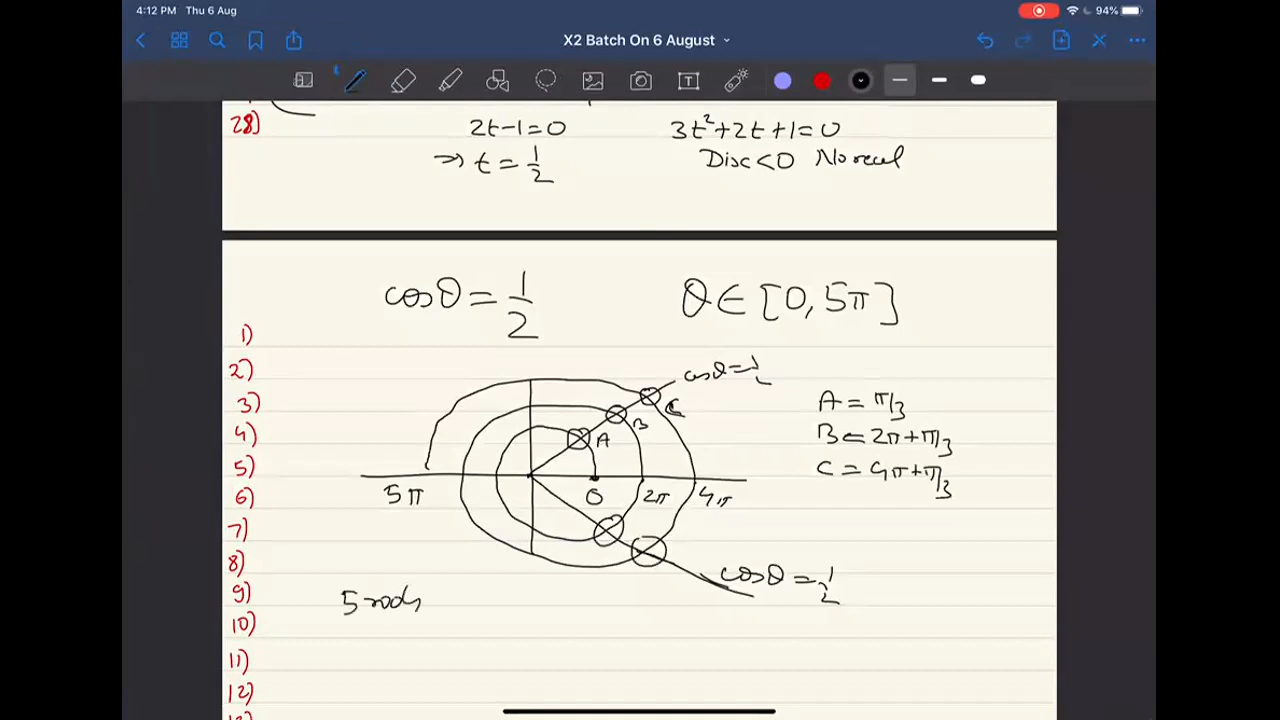 4:12 PM Thu 6 Aug
94%
X2 Batch On 6 August
T
28)
2t-1=0
3t²+2t+1=0
=> t = 1/2
Disc<0 No real
cosθ = 1/2
θ∈[0,5π]
1)
2)
3)
4)
5)
6)
7)
8)
9)
10)
11)
12)
cosθ=1/2
C
B
A
A = π/3
B = 2π+π/3
C = 4π+π/3
5π
0
2π
4π
cosθ=1/2
5 roots